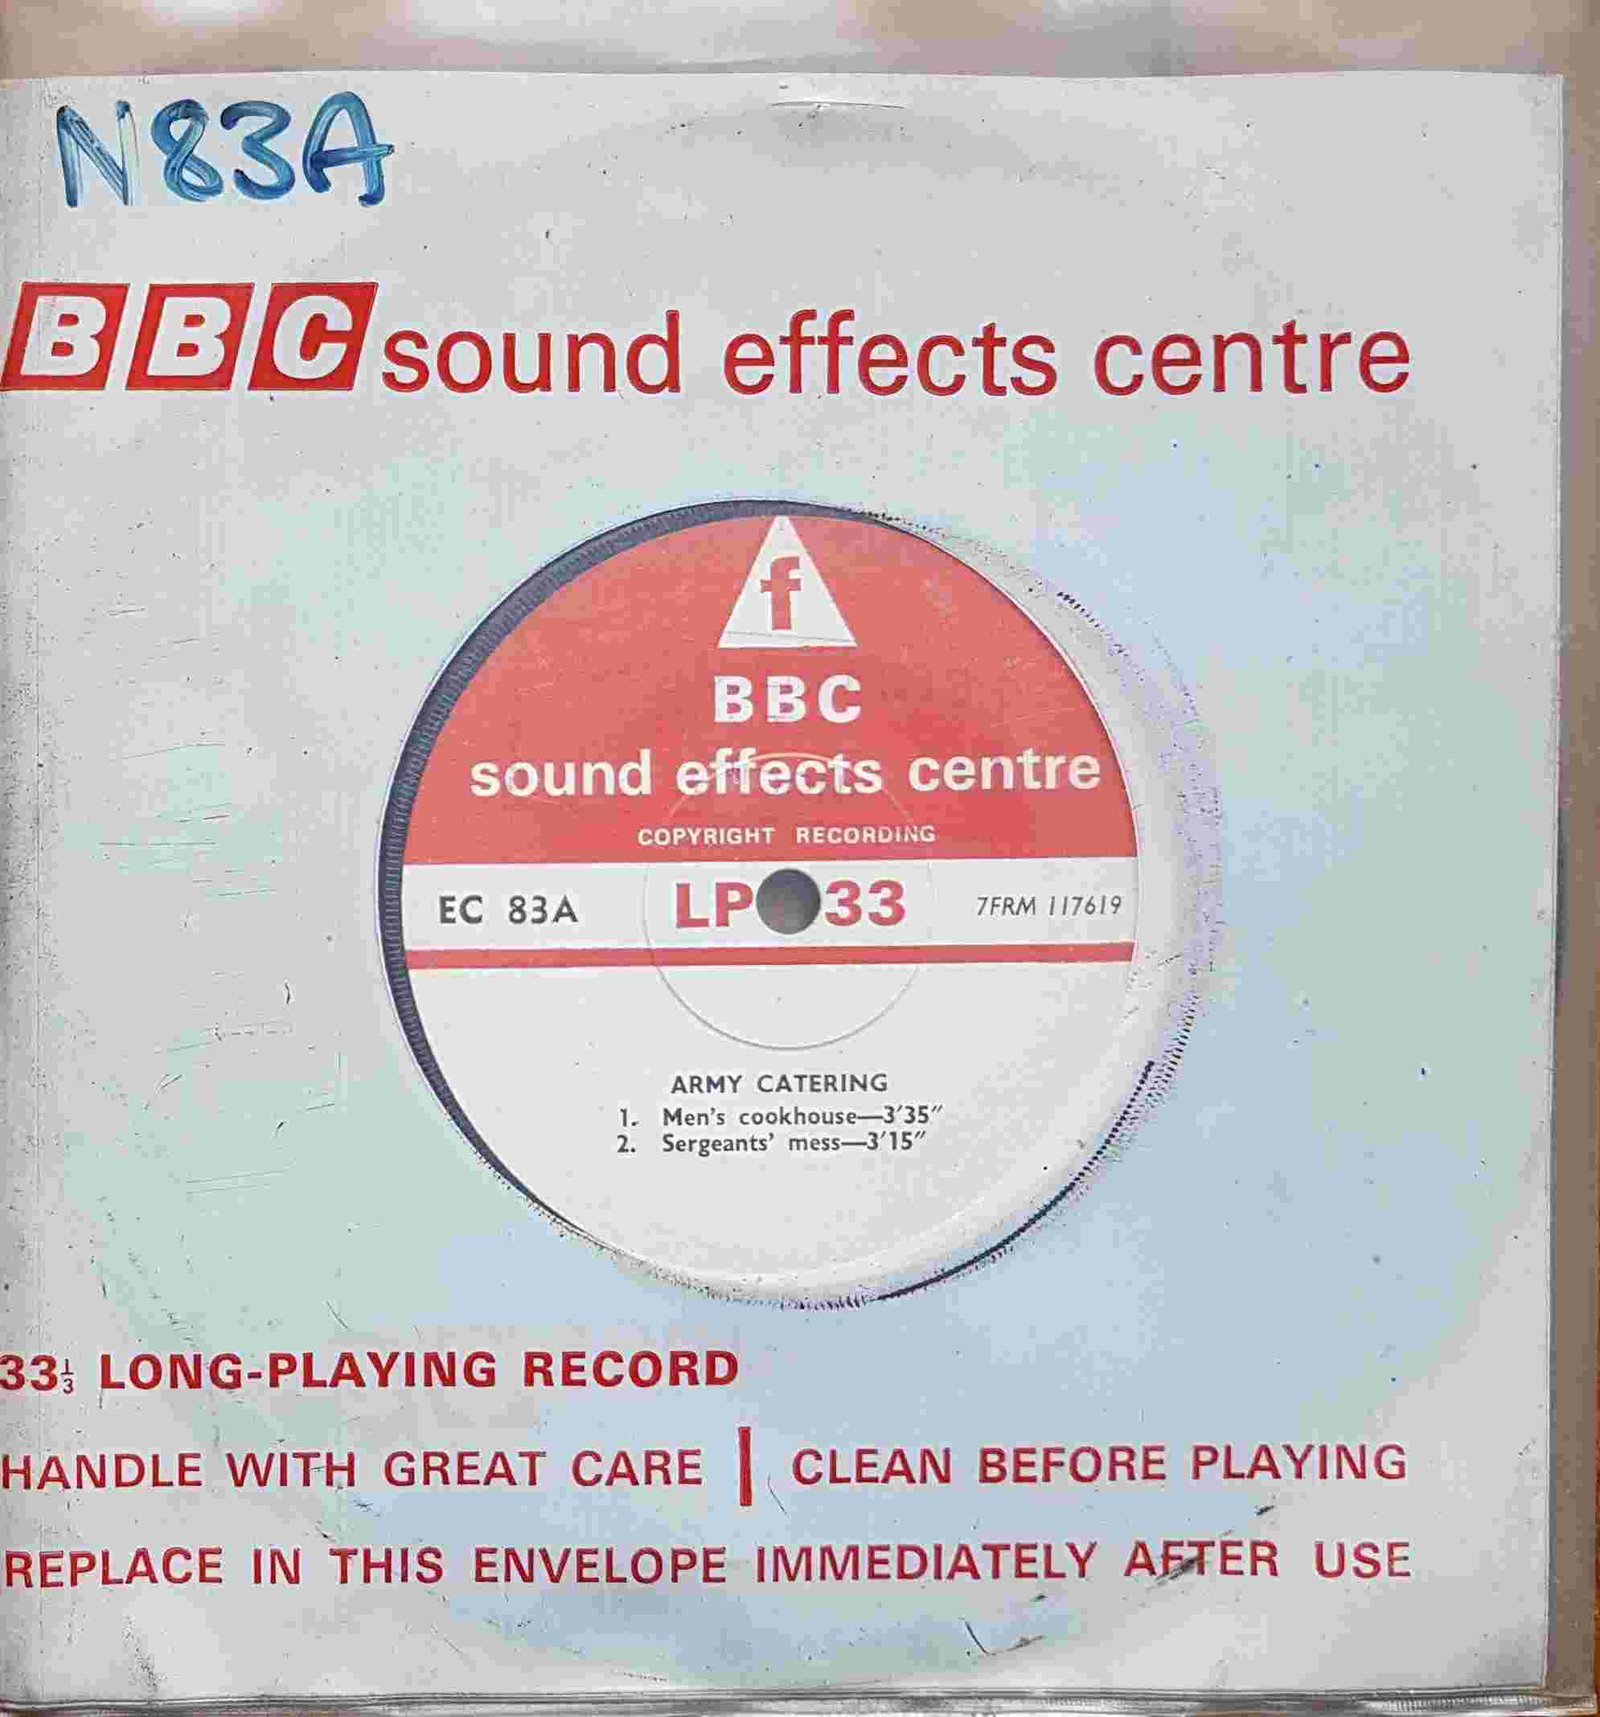 N83A
BBC sound effects centre
f
BBC
sound effects centre
COPYRIGHT RECORDING
EC 83A LP 33 7FRM 117619
ARMY CATERING
1. Men's cookhouse—3′35″
2. Sergeants' mess—3′15″
33⅓ LONG-PLAYING RECORD
HANDLE WITH GREAT CARE | CLEAN BEFORE PLAYING
REPLACE IN THIS ENVELOPE IMMEDIATELY AFTER USE